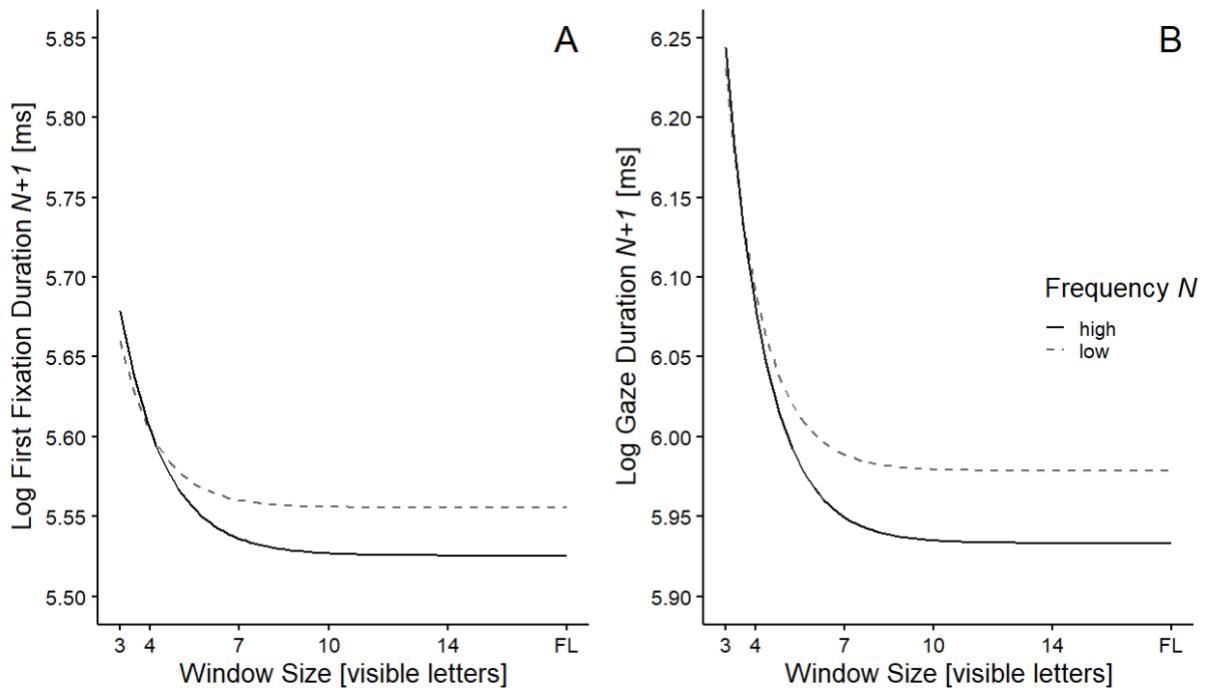 A
Log First Fixation Duration N+1 [ms]
5.85
5.80
5.75
5.70
5.65
5.60
5.55
5.50
3 4 7 10 14 FL
Window Size [visible letters]
B
Log Gaze Duration N+1 [ms]
6.25
6.20
6.15
6.10
6.05
6.00
5.95
5.90
3 4 7 10 14 FL
Window Size [visible letters]
Frequency N
high
low